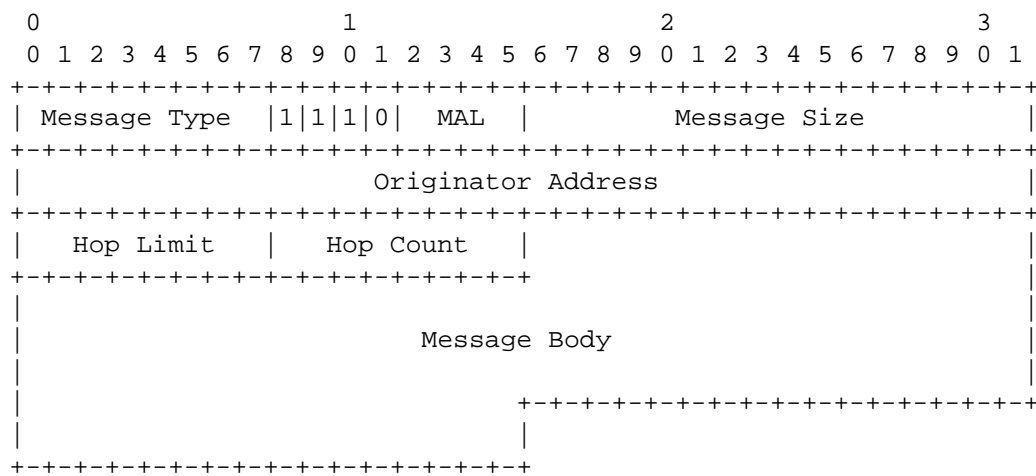 0                   1                   2                   3
 0 1 2 3 4 5 6 7 8 9 0 1 2 3 4 5 6 7 8 9 0 1 2 3 4 5 6 7 8 9 0 1
+-+-+-+-+-+-+-+-+-+-+-+-+-+-+-+-+-+-+-+-+-+-+-+-+-+-+-+-+-+-+-+-+
| Message Type  |1|1|1|0|  MAL  |         Message Size          |
+-+-+-+-+-+-+-+-+-+-+-+-+-+-+-+-+-+-+-+-+-+-+-+-+-+-+-+-+-+-+-+-+
|                      Originator Address                       |
+-+-+-+-+-+-+-+-+-+-+-+-+-+-+-+-+-+-+-+-+-+-+-+-+-+-+-+-+-+-+-+-+
|   Hop Limit   |   Hop Count   |                               |
+-+-+-+-+-+-+-+-+-+-+-+-+-+-+-+-+                               |
|                                                               |
|                         Message Body                          |
|                                                               |
|                               +-+-+-+-+-+-+-+-+-+-+-+-+-+-+-+-+
|                               |
+-+-+-+-+-+-+-+-+-+-+-+-+-+-+-+-+